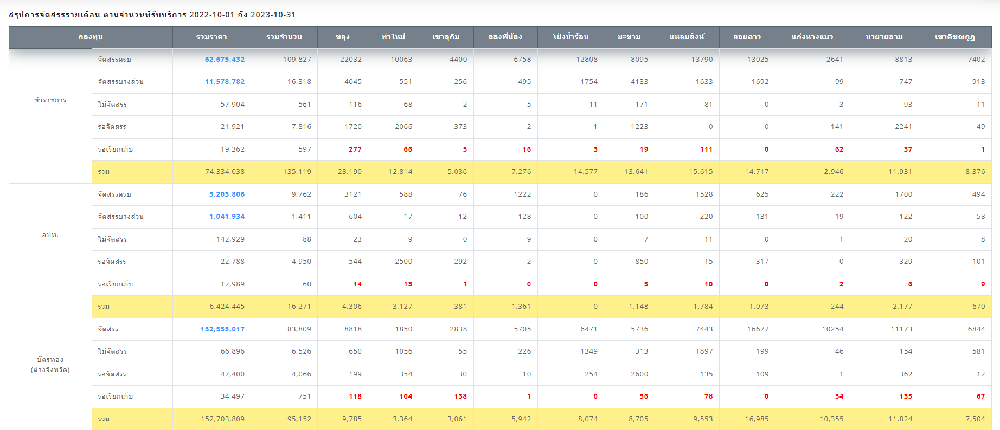 สรุปการจัดสรรรายเดือน ตามจำนวนที่รับบริการ 2022-10-01 ถึง 2023-10-31
กองทุน รวมราคา รวมจำนวน ขลุง ท่าใหม่ เขาสุกิม สองพี่น้อง โป่งน้ำร้อน มะขาม แหลมสิงห์ สอยดาว แก่งหางแมว นายายอาม เขาคิชฌกูฏ
ข้าราชการ
จัดสรรครบ 62,675,432 109,827 22032 10063 4400 6758 12808 8095 13790 13025 2641 8813 7402
จัดสรรบางส่วน 11,578,782 16,318 4045 551 256 495 1754 4133 1633 1692 99 747 913
ไม่จัดสรร 57,904 561 116 68 2 5 11 171 81 0 3 93 11
รอจัดสรร 21,921 7,816 1720 2066 373 2 1 1223 0 0 141 2241 49
รอเรียกเก็บ 19,362 597 277 66 5 16 3 19 111 0 62 37 1
รวม 74,334,038 135,119 28,190 12,814 5,036 7,276 14,577 13,641 15,615 14,717 2,946 11,931 8,376
อปท.
จัดสรรครบ 5,203,806 9,762 3121 588 76 1222 0 186 1528 625 222 1700 494
จัดสรรบางส่วน 1,041,934 1,411 604 17 12 128 0 100 220 131 19 122 58
ไม่จัดสรร 142,929 88 23 9 0 9 0 7 11 0 1 20 8
รอจัดสรร 22,788 4,950 544 2500 292 2 0 850 15 317 0 329 101
รอเรียกเก็บ 12,989 60 14 13 1 0 0 5 10 0 2 6 9
รวม 6,424,445 16,271 4,306 3,127 381 1,361 0 1,148 1,784 1,073 244 2,177 670
บัตรทอง
(ต่างจังหวัด)
จัดสรร 152,555,017 83,809 8818 1850 2838 5705 6471 5736 7443 16677 10254 11173 6844
ไม่จัดสรร 66,896 6,526 650 1056 55 226 1349 313 1897 199 46 154 581
รอจัดสรร 47,400 4,066 199 354 30 10 254 2600 135 109 1 362 12
รอเรียกเก็บ 34,497 751 118 104 138 1 0 56 78 0 54 135 67
รวม 152,703,809 95,152 9,785 3,364 3,061 5,942 8,074 8,705 9,553 16,985 10,355 11,824 7,504